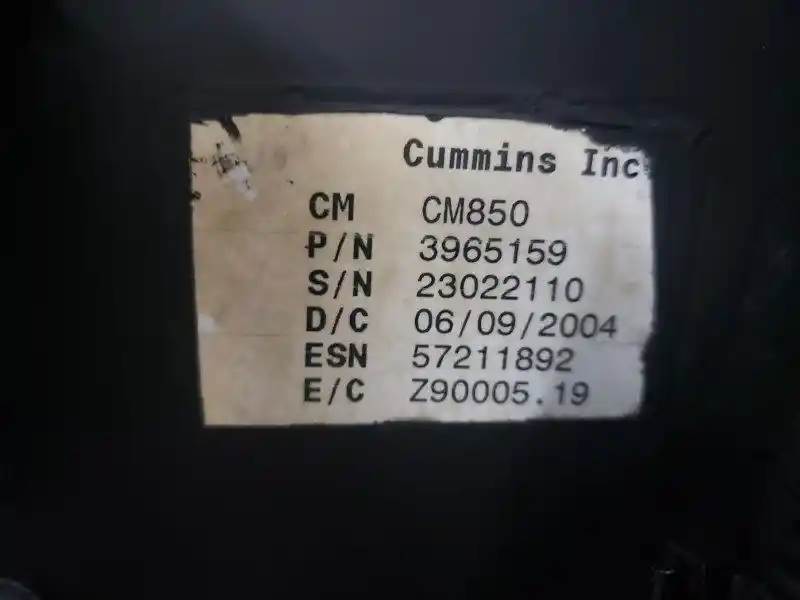 Cummins Inc
CM CM850
P/N 3965159
S/N 23022110
D/C 06/09/2004
ESN 57211892
E/C Z90005.19